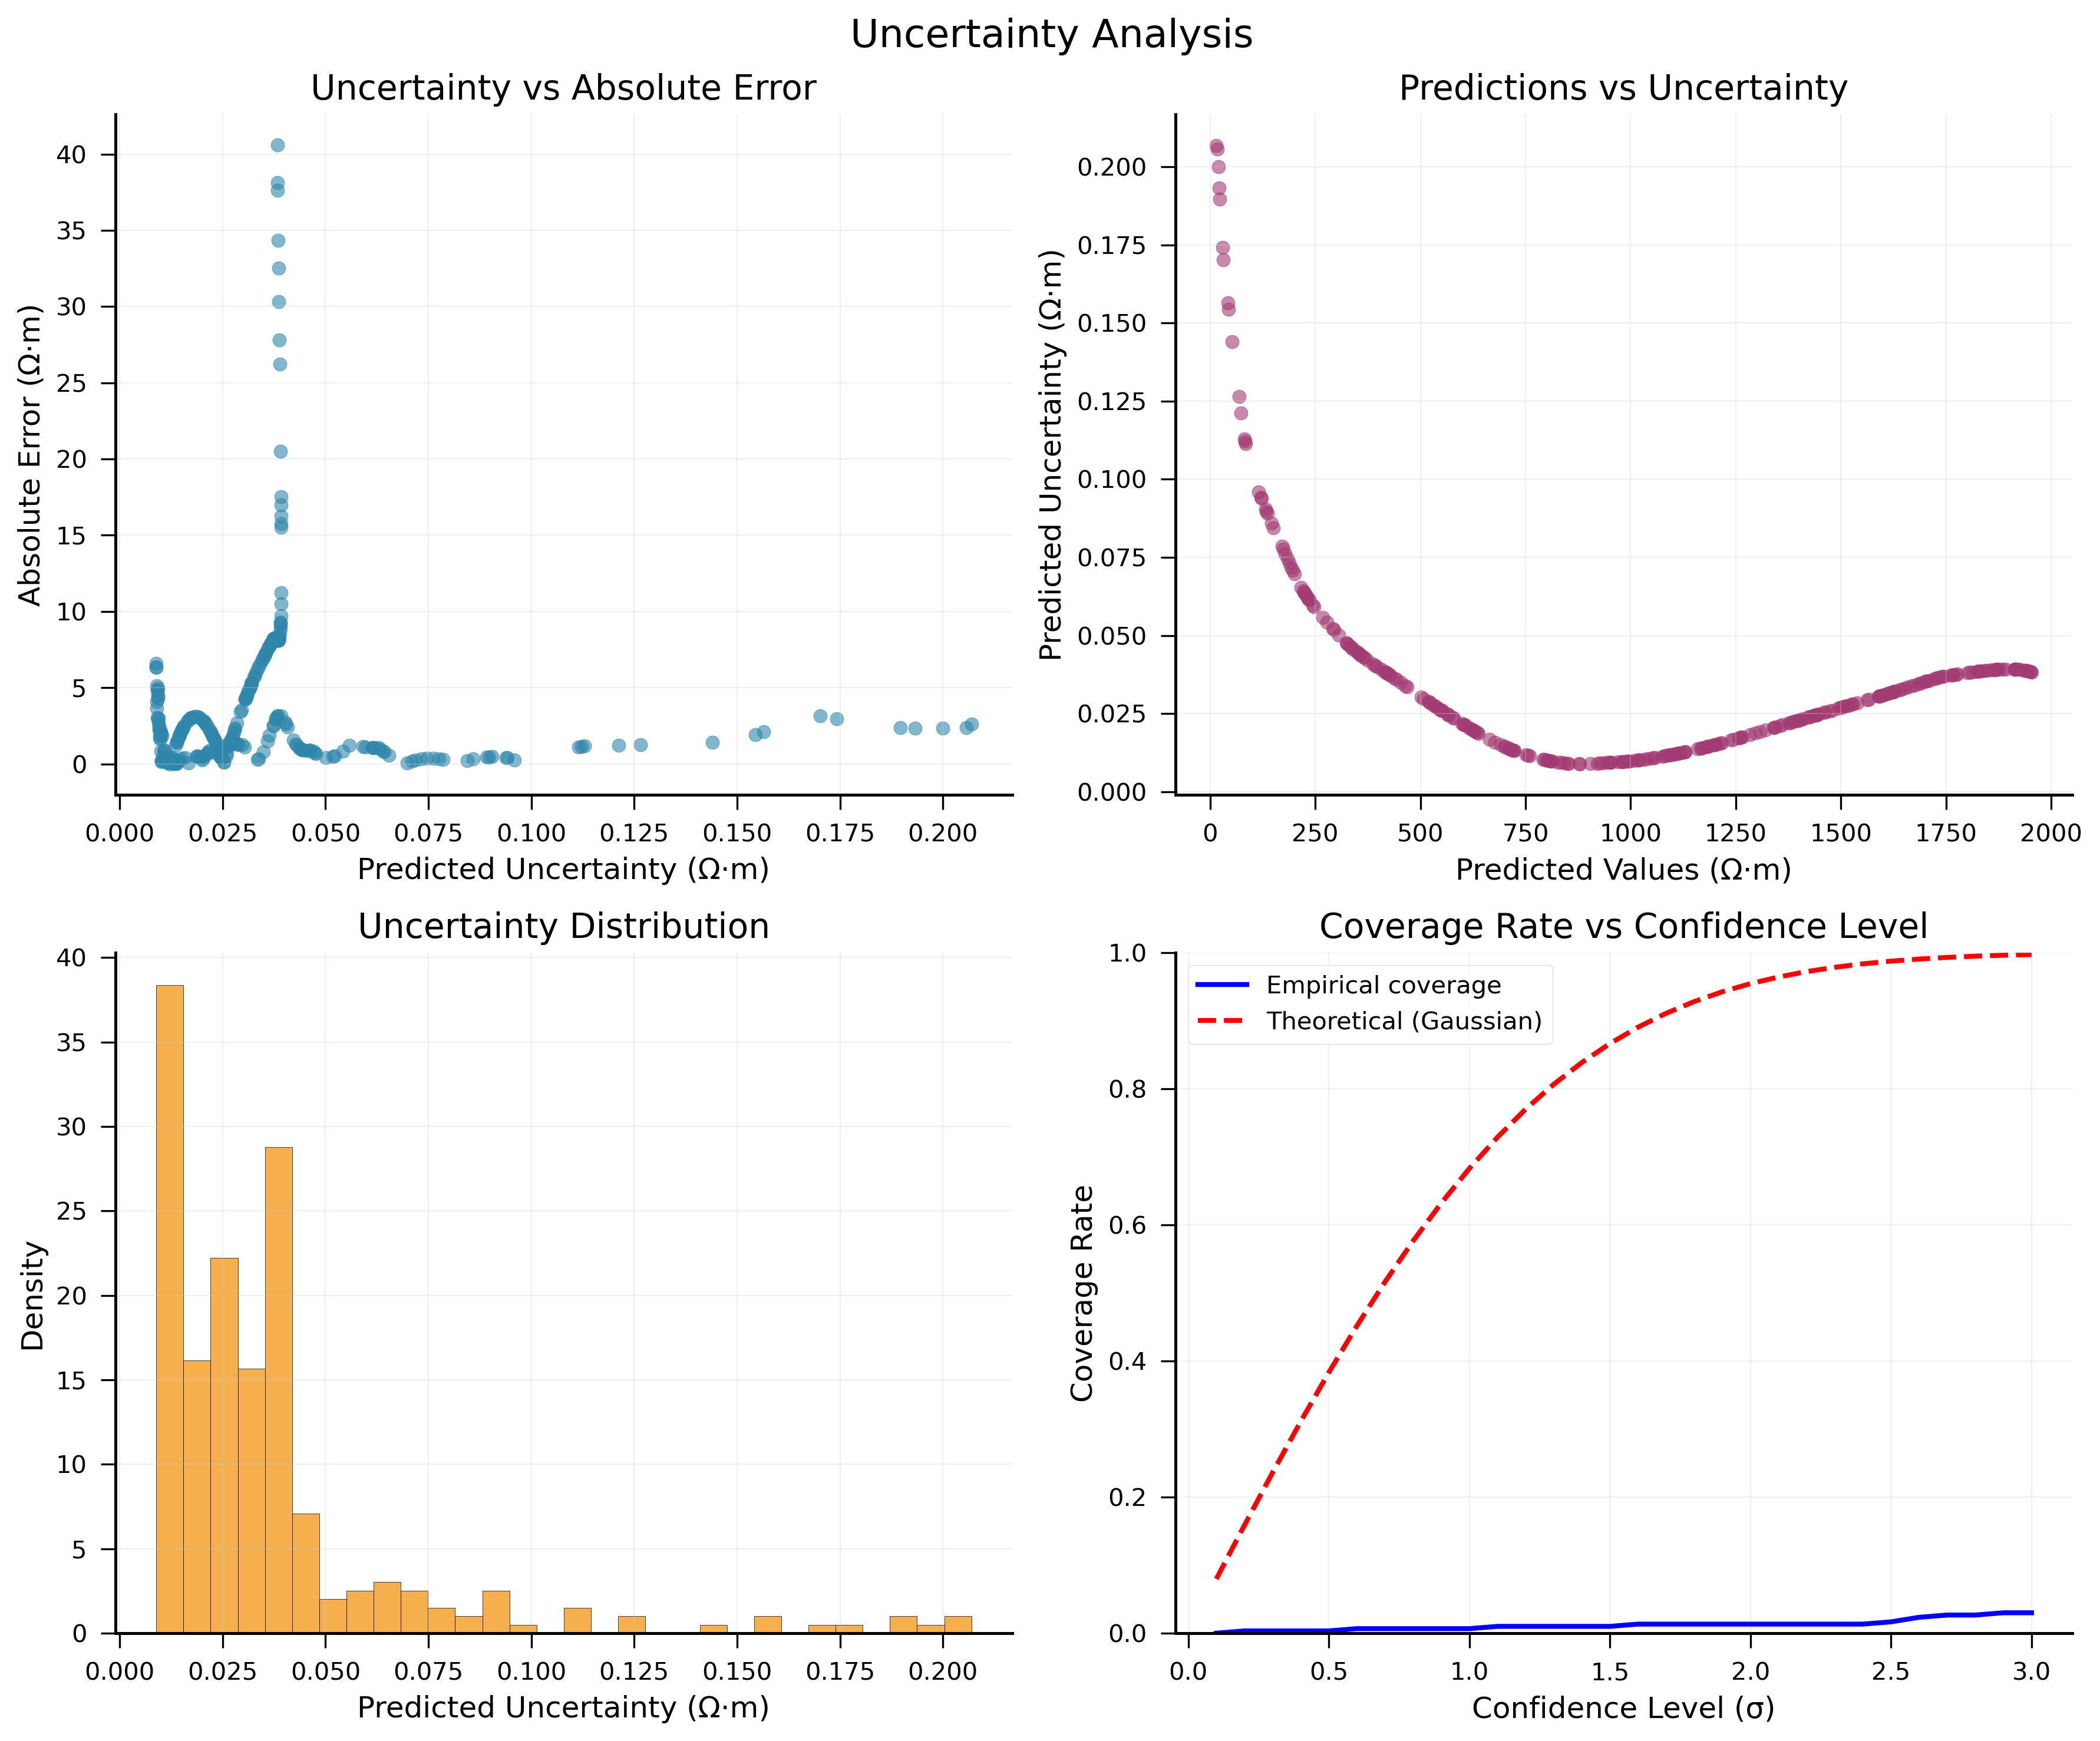 Uncertainty Analysis
Uncertainty vs Absolute Error
40
35
30
25
20
15
10
5
0
Absolute Error (Ω·m)
0.000 0.025 0.050 0.075 0.100 0.125 0.150 0.175 0.200
Predicted Uncertainty (Ω·m)
Predictions vs Uncertainty
0.200
0.175
0.150
0.125
0.100
0.075
0.050
0.025
0.000
Predicted Uncertainty (Ω·m)
0 250 500 750 1000 1250 1500 1750 2000
Predicted Values (Ω·m)
Uncertainty Distribution
40
35
30
25
20
15
10
5
0
Density
0.000 0.025 0.050 0.075 0.100 0.125 0.150 0.175 0.200
Predicted Uncertainty (Ω·m)
Coverage Rate vs Confidence Level
1.0
0.8
0.6
0.4
0.2
0.0
Coverage Rate
Empirical coverage
Theoretical (Gaussian)
0.0 0.5 1.0 1.5 2.0 2.5 3.0
Confidence Level (σ)